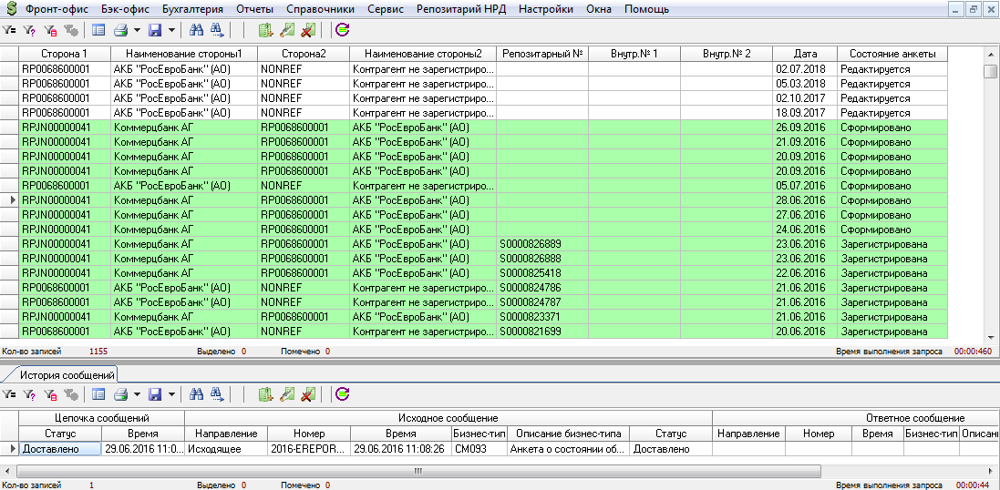 Фронт-офис Бэк-офис Бухгалтерия Отчеты Справочники Сервис Репозитарий НРД Настройки Окна Помощь
Сторона 1 Наименование стороны1 Сторона2 Наименование стороны2 Репозитарный № Внутр.№ 1 Внутр.№ 2 Дата Состояние анкеты
RP0068600001 АКБ "РосЕвроБанк" (АО) NONREF Контрагент не зарегистриро... 02.07.2018 Редактируется
RP0068600001 АКБ "РосЕвроБанк" (АО) NONREF Контрагент не зарегистриро... 05.03.2018 Редактируется
RP0068600001 АКБ "РосЕвроБанк" (АО) NONREF Контрагент не зарегистриро... 02.10.2017 Редактируется
RP0068600001 АКБ "РосЕвроБанк" (АО) NONREF Контрагент не зарегистриро... 18.09.2017 Редактируется
RPJN00000041 Коммерцбанк АГ RP0068600001 АКБ "РосЕвроБанк" (АО) 26.09.2016 Сформировано
RPJN00000041 Коммерцбанк АГ RP0068600001 АКБ "РосЕвроБанк" (АО) 21.09.2016 Сформировано
RPJN00000041 Коммерцбанк АГ RP0068600001 АКБ "РосЕвроБанк" (АО) 20.09.2016 Сформировано
RPJN00000041 Коммерцбанк АГ RP0068600001 АКБ "РосЕвроБанк" (АО) 20.09.2016 Сформировано
RP0068600001 АКБ "РосЕвроБанк" (АО) NONREF Контрагент не зарегистриро... 05.07.2016 Сформировано
RPJN00000041 Коммерцбанк АГ RP0068600001 АКБ "РосЕвроБанк" (АО) 28.06.2016 Сформировано
RPJN00000041 Коммерцбанк АГ RP0068600001 АКБ "РосЕвроБанк" (АО) 27.06.2016 Сформировано
RPJN00000041 Коммерцбанк АГ RP0068600001 АКБ "РосЕвроБанк" (АО) 24.06.2016 Сформировано
RPJN00000041 Коммерцбанк АГ RP0068600001 АКБ "РосЕвроБанк" (АО) S0000826889 23.06.2016 Зарегистрирована
RPJN00000041 Коммерцбанк АГ RP0068600001 АКБ "РосЕвроБанк" (АО) S0000826888 23.06.2016 Зарегистрирована
RPJN00000041 Коммерцбанк АГ RP0068600001 АКБ "РосЕвроБанк" (АО) S0000825418 22.06.2016 Зарегистрирована
RP0068600001 АКБ "РосЕвроБанк" (АО) NONREF Контрагент не зарегистриро... S0000824786 21.06.2016 Зарегистрирована
RP0068600001 АКБ "РосЕвроБанк" (АО) NONREF Контрагент не зарегистриро... S0000824787 21.06.2016 Зарегистрирована
RPJN00000041 Коммерцбанк АГ RP0068600001 АКБ "РосЕвроБанк" (АО) S0000823371 21.06.2016 Зарегистрирована
RP0068600001 АКБ "РосЕвроБанк" (АО) NONREF Контрагент не зарегистриро... S0000821699 20.06.2016 Зарегистрирована
Кол-во записей 1155 Выделено 0 Помечено 0 Время выполнения запроса 00:00:460
История сообщений
Цепочка сообщений Исходное сообщение Ответное сообщение
Статус Время Направление Номер Время Бизнес-тип Описание бизнес-типа Статус Направление Номер Время Бизнес-тип Описани
Доставлено 29.06.2016 11:0... Исходящее 2016-EREPOR... 29.06.2016 11:08:26 CM093 Анкета о состоянии об... Доставлено
Кол-во записей 1 Выделено 0 Помечено 0 Время выполнения запроса 00:00:44